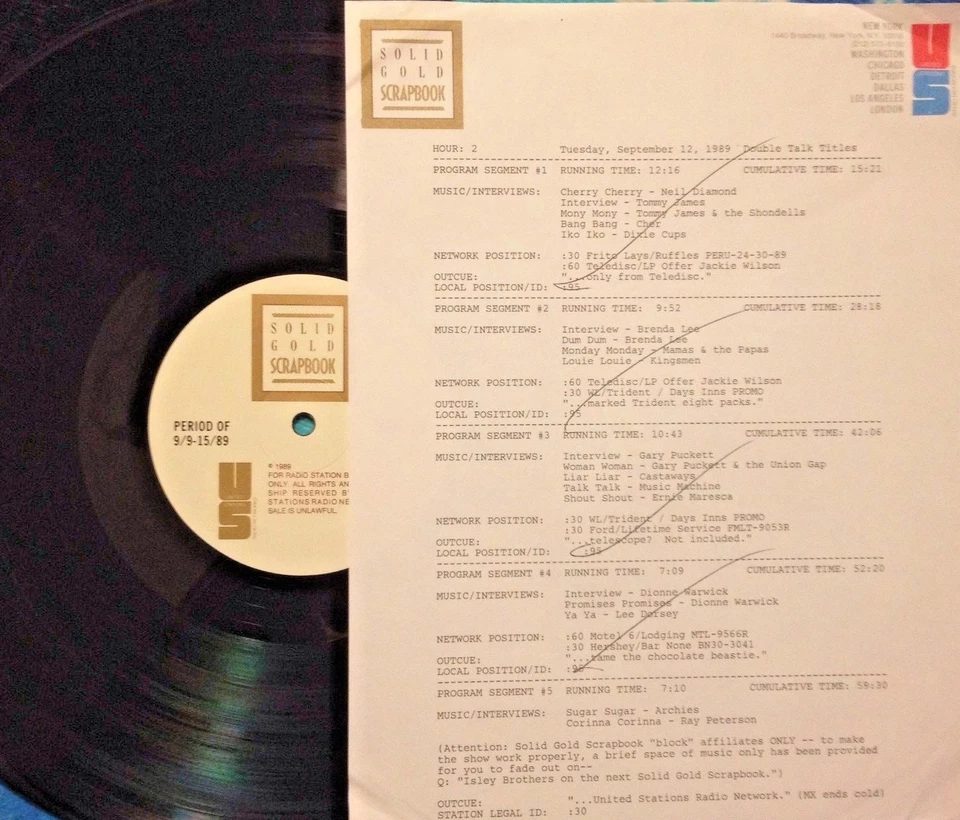 SOLID
GOLD
SCRAPBOOK
PERIOD OF
9/9-15/89
US
© 1989
FOR RADIO STATION B
ONLY. ALL RIGHTS AN
SHIP RESERVED BY
STATIONS RADIO NE
SALE IS UNLAWFUL.
SOLID
GOLD
SCRAPBOOK
NEW YORK
1440 Broadway, New York, N.Y.
WASHINGTON
CHICAGO
DETROIT
DALLAS
LOS ANGELES
LONDON
US
HOUR: 2 Tuesday, September 12, 1989 Double Talk Titles
PROGRAM SEGMENT #1 RUNNING TIME: 12:16 CUMULATIVE TIME: 15:21
MUSIC/INTERVIEWS: Cherry Cherry - Neil Diamond
Interview - Tommy James
Mony Mony - Tommy James & the Shondells
Bang Bang - Cher
Iko Iko - Dixie Cups
NETWORK POSITION: :30 Frito Lays/Ruffles PERU-24-30-89
:60 Teledisc/LP Offer Jackie Wilson
OUTCUE: "...only from Teledisc."
LOCAL POSITION/ID: :95
PROGRAM SEGMENT #2 RUNNING TIME: 9:52 CUMULATIVE TIME: 28:18
MUSIC/INTERVIEWS: Interview - Brenda Lee
Dum Dum - Brenda Lee
Monday Monday - Mamas & the Papas
Louie Louie - Kingsmen
NETWORK POSITION: :60 Teledisc/LP Offer Jackie Wilson
:30 WL/Trident / Days Inns PROMO
OUTCUE: "...marked Trident eight packs."
LOCAL POSITION/ID: :95
PROGRAM SEGMENT #3 RUNNING TIME: 10:43 CUMULATIVE TIME: 42:06
MUSIC/INTERVIEWS: Interview - Gary Puckett
Woman Woman - Gary Puckett & the Union Gap
Liar Liar - Castaways
Talk Talk - Music Machine
Shout Shout - Ernie Maresca
NETWORK POSITION: :30 WL/Trident / Days Inns PROMO
:30 Ford/Lifetime Service FMLT-9053R
OUTCUE: "...telescope? Not included."
LOCAL POSITION/ID: :95
PROGRAM SEGMENT #4 RUNNING TIME: 7:09 CUMULATIVE TIME: 52:20
MUSIC/INTERVIEWS: Interview - Dionne Warwick
Promises Promises - Dionne Warwick
Ya Ya - Lee Dorsey
NETWORK POSITION: :60 Motel 6/Lodging MTL-9566R
:30 Hershey/Bar None BN30-3041
OUTCUE: "...tame the chocolate beastie."
LOCAL POSITION/ID: :95
PROGRAM SEGMENT #5 RUNNING TIME: 7:10 CUMULATIVE TIME: 59:30
MUSIC/INTERVIEWS: Sugar Sugar - Archies
Corinna Corinna - Ray Peterson
(Attention: Solid Gold Scrapbook "block" affiliates ONLY -- to make
the show work properly, a brief space of music only has been provided
for you to fade out on--
Q: "Isley Brothers on the next Solid Gold Scrapbook.")
OUTCUE: "...United Stations Radio Network." (MX ends cold)
STATION LEGAL ID: :30